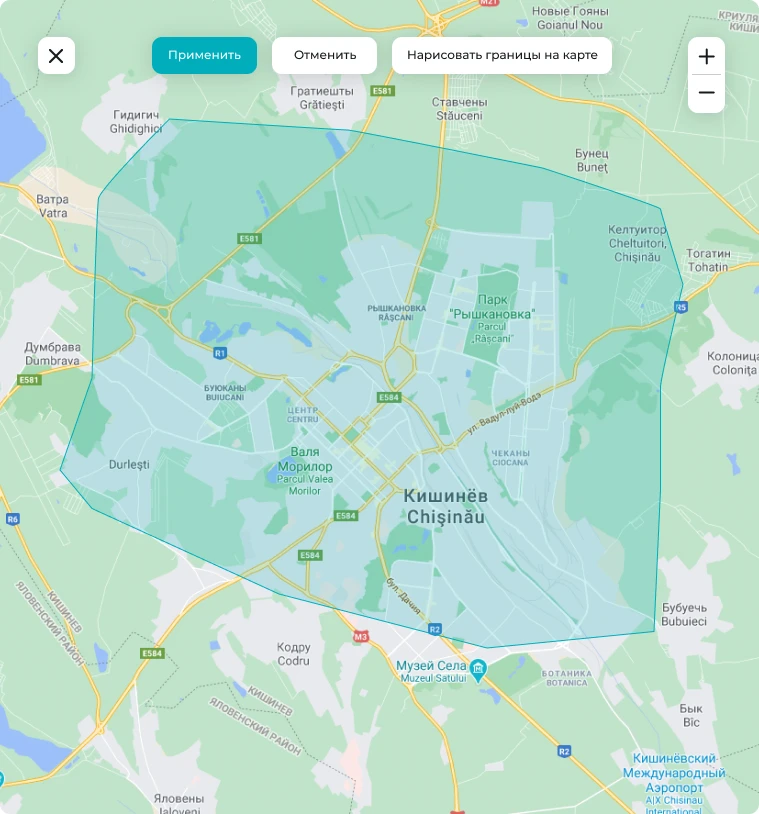 M21
Новые Гояны
Goianul Nou
Применить
Отменить
Нарисовать границы на карте
+
−
Гратиешты
Grătiești
E581
Ставчены
Stăuceni
Гидигич
Ghidighici
Бунец
Buneț
Ватра
Vatra
E581
Келтуитор
Cheltuitori,
Chișinău
Тогатин
Tohatin
R5
РЫШКАНОВКА
RÂȘCANI
Парк
"Рышкановка"
Parcul
„Râșcani"
Думбрава
Dumbrava
R1
Колоница
Colonița
E581
БУЮКАНЫ
BUIUCANI
E584
ЦЕНТР
CENTRU
ул. Вадул-луй-Водэ
Валя
Морилор
Parcul Valea
Morilor
ЧЕКАНЫ
CIOCANA
Durlești
Кишинёв
Chișinău
R6
E584
E584
бул. Дачия
КИШИНЕВ
ЯЛОВЕНСКИЙ РАЙОН
Бубуечь
Bubuieci
R2
M3
E584
Кодру
Codru
Музей Села
Muzeul Satului
БОТАНИКА
BOTANICA
КИШИНЕВ
ЯЛОВЕНСКИЙ РАЙОН
Бык
Bîc
R2
Кишинёвский
Международный
Аэропорт
AIX Chisinau
International
Яловены
Ialoveni